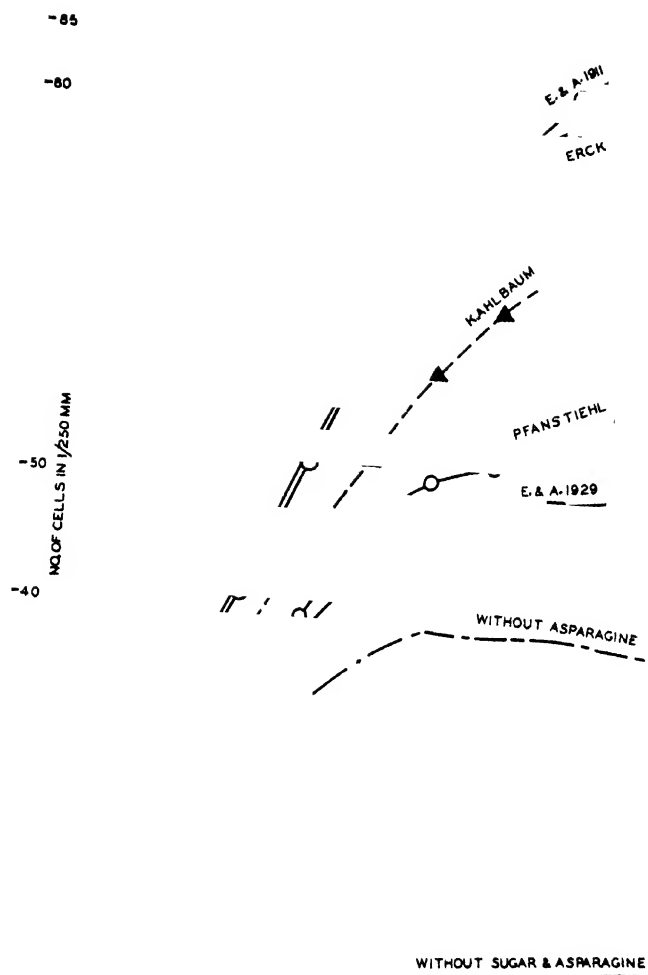 -85
-80
E. & A. 1911
ERCK
KAHLBAUM
PFANSTIEHL
-50
E. & A. 1929
NO. OF CELLS IN 1/250 MM
-40
WITHOUT ASPARAGINE
WITHOUT SUGAR & ASPARAGINE